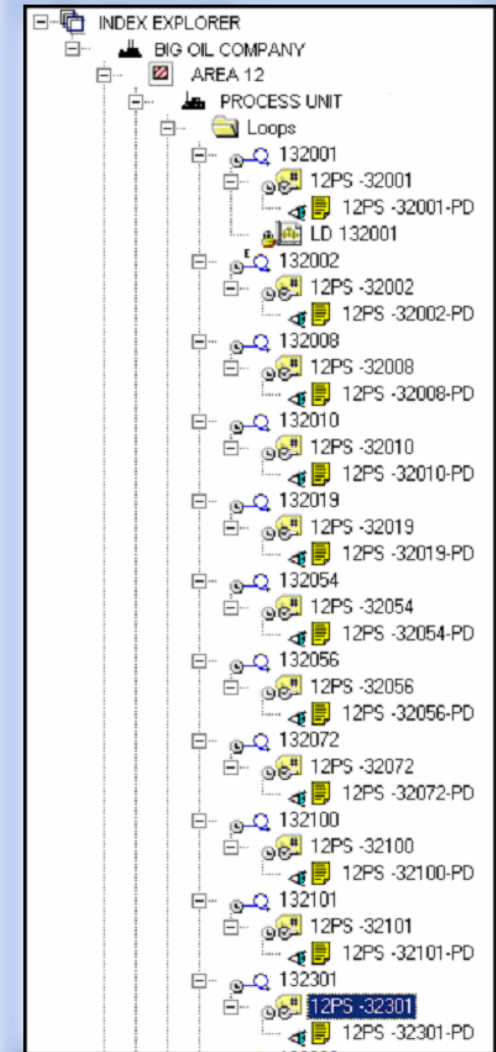 INDEX EXPLORER
BIG OIL COMPANY
AREA 12
PROCESS UNIT
Loops
132001
12PS -32001
12PS -32001-PD
LD 132001
E
132002
12PS -32002
12PS -32002-PD
132008
12PS -32008
12PS -32008-PD
132010
12PS -32010
12PS -32010-PD
132019
12PS -32019
12PS -32019-PD
132054
12PS -32054
12PS -32054-PD
132056
12PS -32056
12PS -32056-PD
132072
12PS -32072
12PS -32072-PD
132100
12PS -32100
12PS -32100-PD
132101
12PS -32101
12PS -32101-PD
132301
12PS -32301
12PS -32301-PD